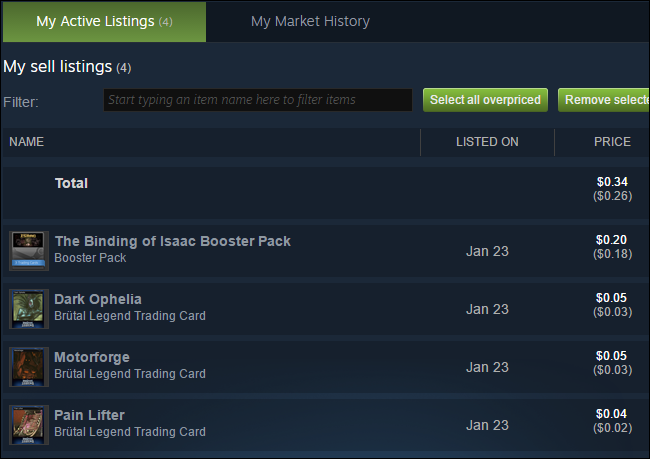 My Active Listings (4)
My Market History
My sell listings (4)
Filter:
Start typing an item name here to filter items
Select all overpriced
Remove selecte
NAME
LISTED ON
PRICE
Total
$0.34
($0.26)
The Binding of Isaac Booster Pack
Booster Pack
Jan 23
$0.20
($0.18)
Dark Ophelia
Brütal Legend Trading Card
Jan 23
$0.05
($0.03)
Motorforge
Brütal Legend Trading Card
Jan 23
$0.05
($0.03)
Pain Lifter
Brütal Legend Trading Card
Jan 23
$0.04
($0.02)